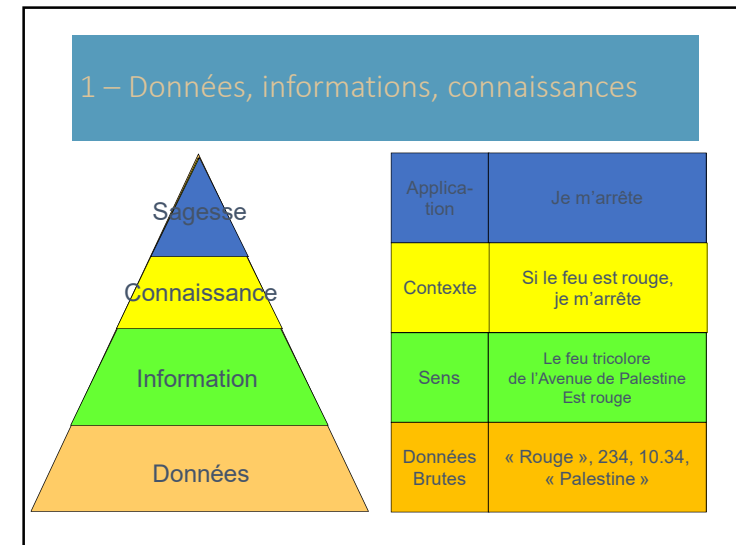 1 – Données, informations, connaissances
Sagesse
Connaissance
Information
Données
Applica-
tion
Je m’arrête
Contexte
Si le feu est rouge,
je m’arrête
Sens
Le feu tricolore
de l’Avenue de Palestine
Est rouge
Données
Brutes
« Rouge », 234, 10.34,
« Palestine »